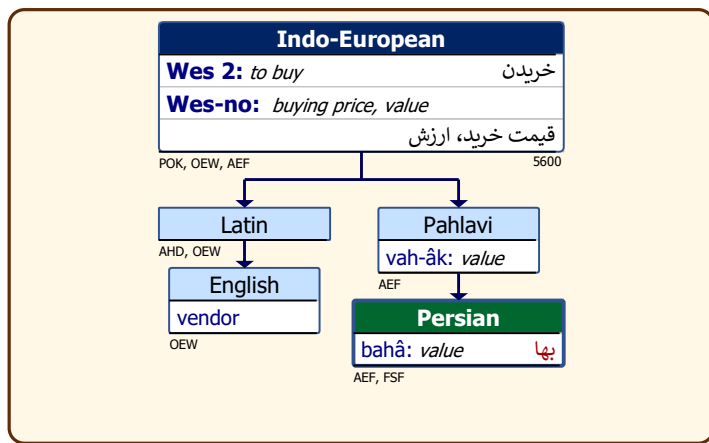 Indo-European
Wes 2: to buy خریدن
Wes-no: buying price, value
قیمت خرید، ارزش
POK, OEW, AEF 5600
Latin Pahlavi
AHD, OEW vah-âk: value
English AEF
vendor Persian
OEW bahâ: value بها
AEF, FSF